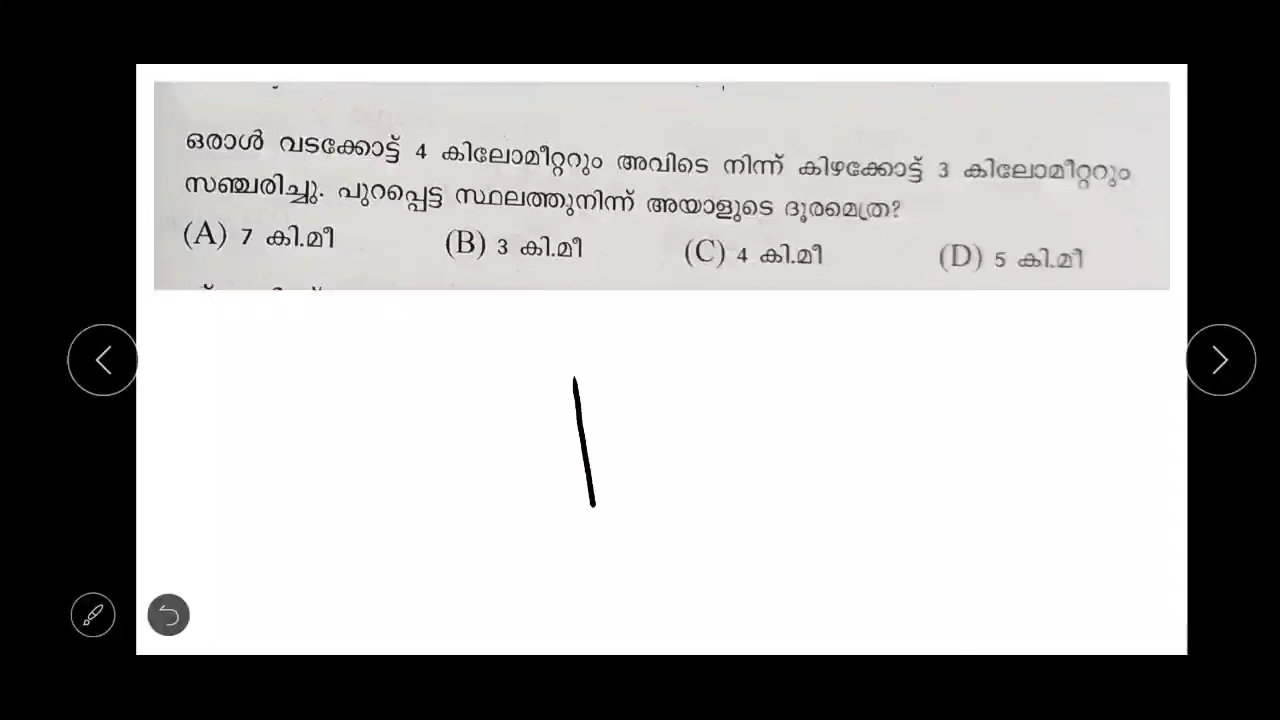 ഒരാൾ വടക്കോട്ട് 4 കിലോമീറ്ററും അവിടെ നിന്ന് കിഴക്കോട്ട് 3 കിലോമീറ്ററും
സഞ്ചരിച്ചു. പുറപ്പെട്ട സ്ഥലത്തുനിന്ന് അയാളുടെ ദൂരമെത്ര?
(A) 7 കി.മീ (B) 3 കി.മീ (C) 4 കി.മീ (D) 5 കി.മീ